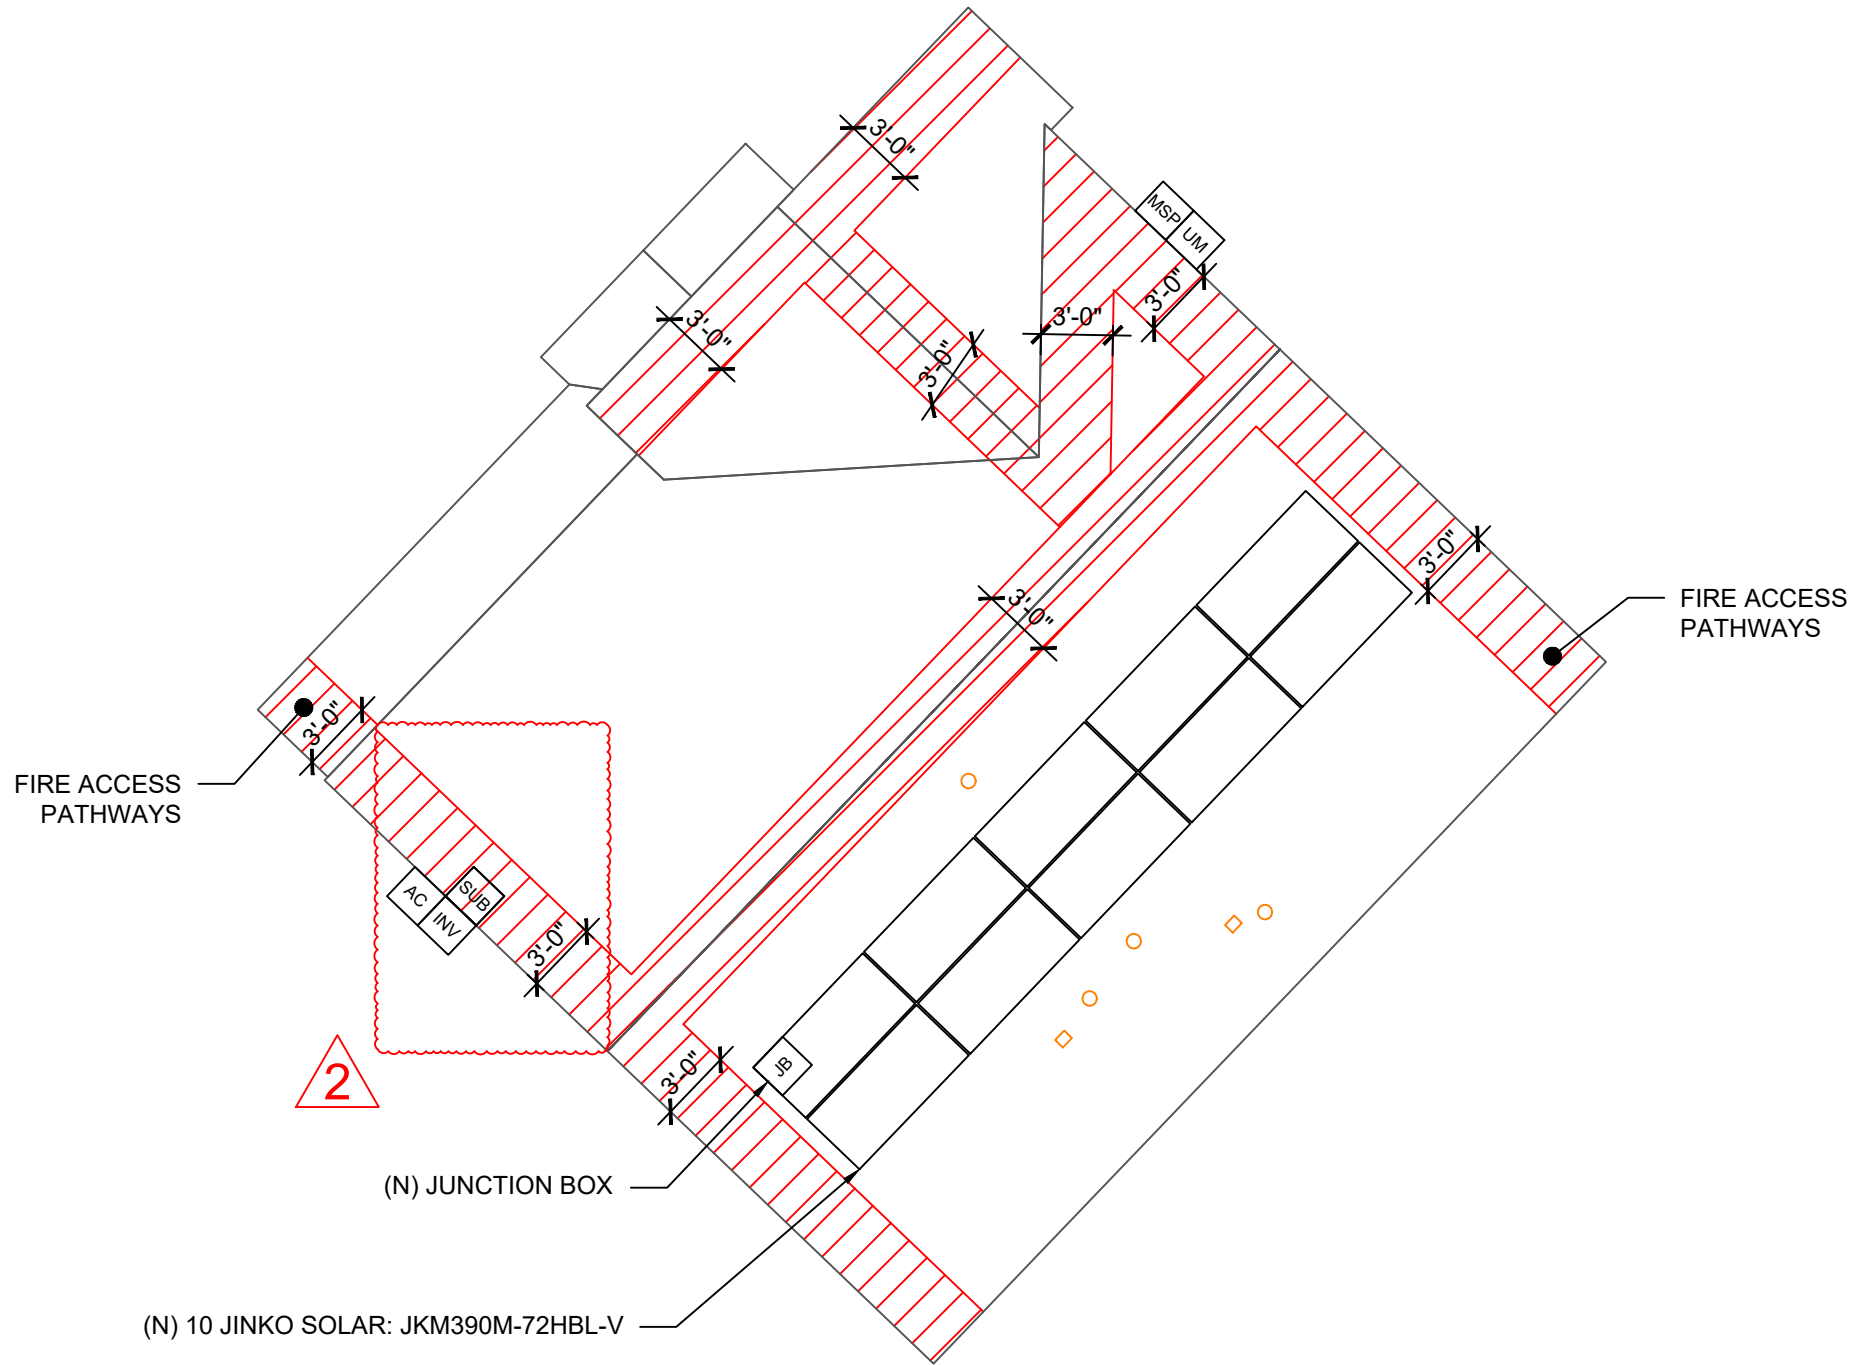 3'-0"
MSP
UM
3'-0"
3'-0"
3'-0"
3'-0"
3'-0"
3'-0"
FIRE ACCESS
PATHWAYS
3'-0"
FIRE ACCESS
PATHWAYS
AC
SUB
INV
3'-0"
2
3'-0"
JB
(N) JUNCTION BOX
(N) 10 JINKO SOLAR: JKM390M-72HBL-V